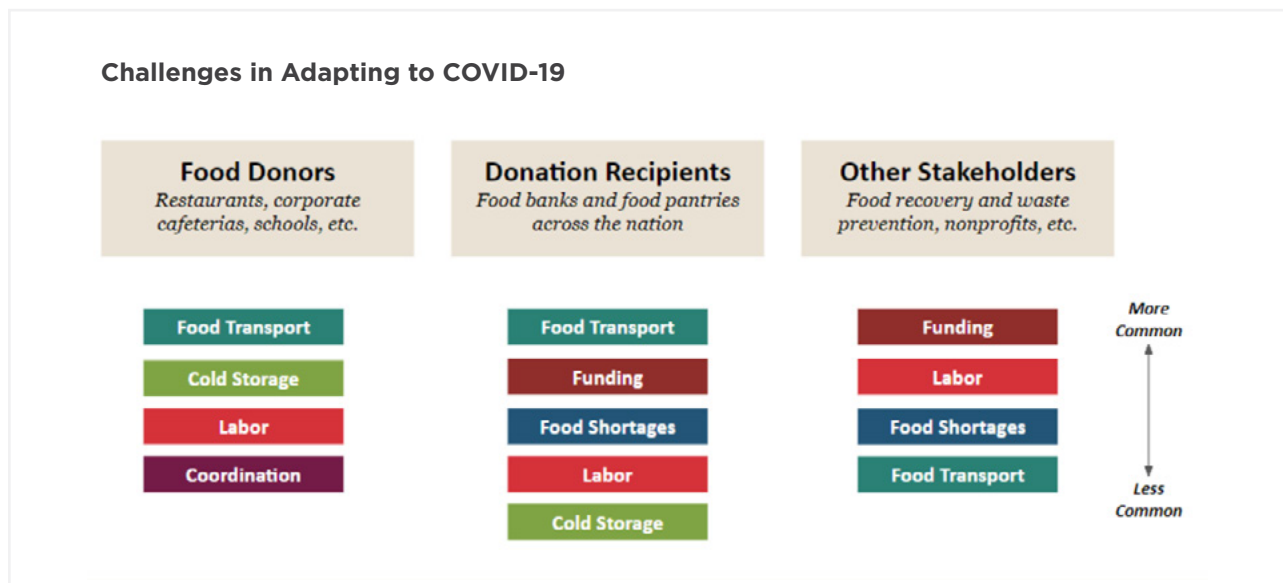 Challenges in Adapting to COVID-19
Food Donors
Restaurants, corporate
cafeterias, schools, etc.
Donation Recipients
Food banks and food pantries
across the nation
Other Stakeholders
Food recovery and waste
prevention, nonprofits, etc.
Food Transport
Cold Storage
Labor
Coordination
Food Transport
Funding
Food Shortages
Labor
Cold Storage
Funding
Labor
Food Shortages
Food Transport
More
Common
Less
Common